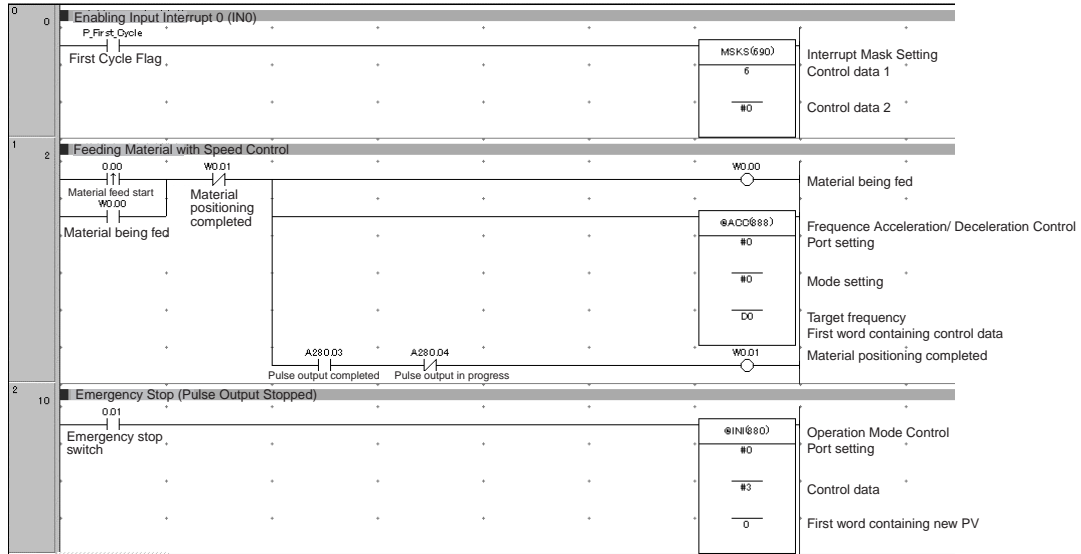 0 0 Enabling Input Interrupt 0 (IN0)
P_First_Cycle
First Cycle Flag
MSKS(690) Interrupt Mask Setting
6 Control data 1
#0 Control data 2
1 2 Feeding Material with Speed Control
0.00 W0.01 W0.00
Material feed start Material positioning completed Material being fed
W0.00
Material being fed
@ACC(888) Frequence Acceleration/ Deceleration Control
#0 Port setting
#0 Mode setting
D0 Target frequency
First word containing control data
A280.03 A280.04 W0.01 Material positioning completed
Pulse output completed Pulse output in progress
2 10 Emergency Stop (Pulse Output Stopped)
0.01
Emergency stop
switch
@INI(880) Operation Mode Control
#0 Port setting
#3 Control data
0 First word containing new PV